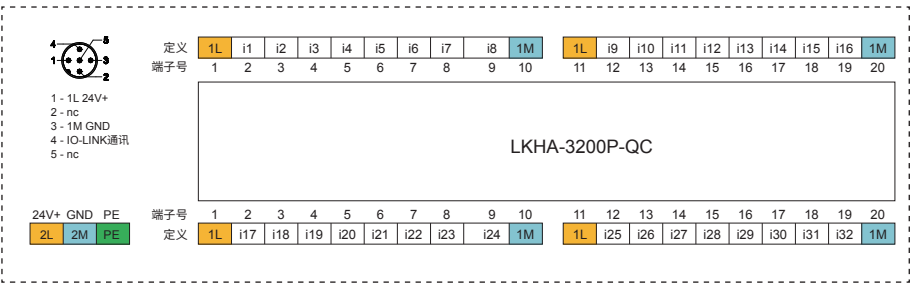 4 5
1 3
2
1 - 1L 24V+
2 - nc
3 - 1M GND
4 - IO-LINK通讯
5 - nc
定义 1L i1 i2 i3 i4 i5 i6 i7 i8 1M 1L i9 i10 i11 i12 i13 i14 i15 i16 1M
端子号 1 2 3 4 5 6 7 8 9 10 11 12 13 14 15 16 17 18 19 20
LKHA-3200P-QC
24V+ GND PE
2L 2M PE
端子号 1 2 3 4 5 6 7 8 9 10 11 12 13 14 15 16 17 18 19 20
定义 1L i17 i18 i19 i20 i21 i22 i23 i24 1M 1L i25 i26 i27 i28 i29 i30 i31 i32 1M